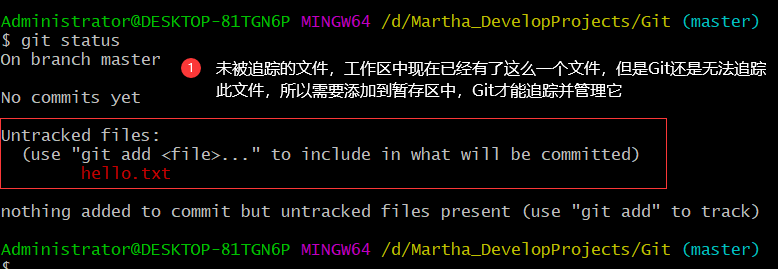 Administrator@DESKTOP-81TGN6P MINGW64 /d/Martha_DevelopProjects/Git (master)
$ git status
On branch master
1 未被追踪的文件，工作区中现在已经有了这么一个文件，但是Git还是无法追踪
此文件，所以需要添加到暂存区中，Git才能追踪并管理它
No commits yet
Untracked files:
(use "git add <file>..." to include in what will be committed)
hello.txt
nothing added to commit but untracked files present (use "git add" to track)
Administrator@DESKTOP-81TGN6P MINGW64 /d/Martha_DevelopProjects/Git (master)
$